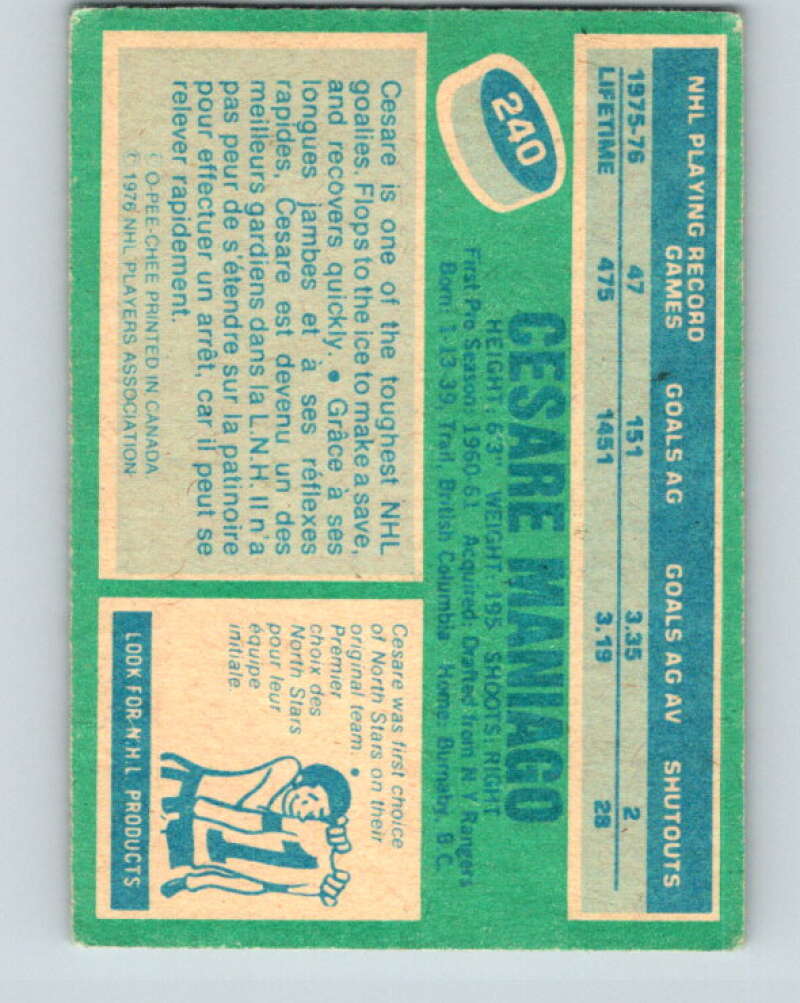 NHL PLAYING RECORD
GAMES GOALS AG GOALS AG AV SHUTOUTS
1975-76 47 151 3.35 2
LIFETIME 475 1451 3.19 28
240
CESARE MANIAGO
HEIGHT: 6'3" WEIGHT: 195 SHOOTS: RIGHT
First Pro Season: 1960-61 Acquired: Drafted from N.Y. Rangers
Born: 1-13-39, Trail, British Columbia Home: Burnaby, B.C.
Cesare is one of the toughest NHL
goalies. Flops to the ice to make a save,
and recovers quickly. • Grâce à ses
longues jambes et à ses réflexes
rapides, Cesare est devenu un des
meilleurs gardiens dans la L.N.H. Il n'a
pas peur de s'étendre sur la patinoire
pour effectuer un arrêt, car il peut se
relever rapidement.
© O-PEE-CHEE PRINTED IN CANADA
© 1976 NHL PLAYERS ASSOCIATION
Cesare was first choice
of North Stars on their
original team. •
Premier
choix des
North Stars
pour leur
équipe
initiale.
1
LOOK FOR N.H.L PRODUCTS